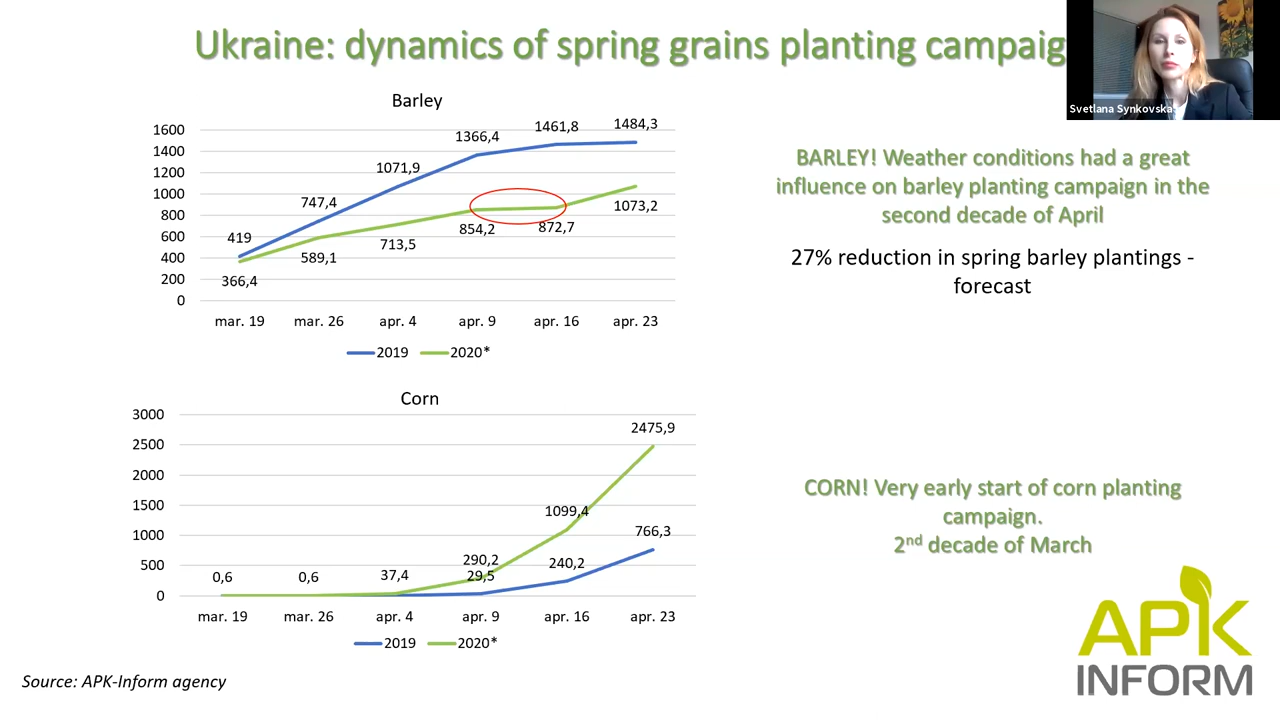 Ukraine: dynamics of spring grains planting campaig
Svetlana Synkovska
Barley
1600
1400
1200
1000
800
600
400
200
0
419
747,4
1071,9
1366,4
1461,8
1484,3
366,4
589,1
713,5
854,2
872,7
1073,2
mar. 19 mar. 26 apr. 4 apr. 9 apr. 16 apr. 23
2019 2020*
BARLEY! Weather conditions had a great
influence on barley planting campaign in the
second decade of April
27% reduction in spring barley plantings -
forecast
Corn
3000
2500
2000
1500
1000
500
0
0,6
0,6
37,4
290,2
29,5
1099,4
240,2
2475,9
766,3
mar. 19 mar. 26 apr. 4 apr. 9 apr. 16 apr. 23
2019 2020*
CORN! Very early start of corn planting
campaign.
2nd decade of March
APK
INFORM
Source: APK-Inform agency